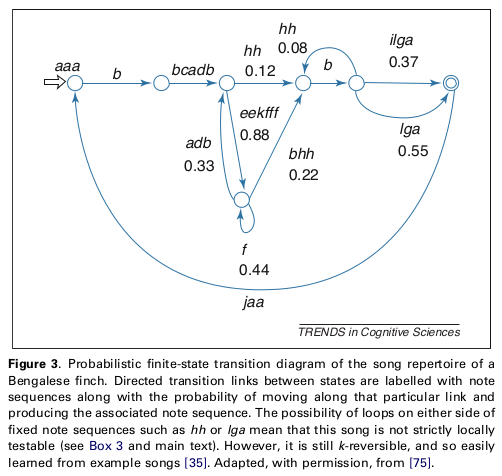 hh
0.08
ilga
0.37
aaa
b
bcadb
hh
0.12
b
eekfff
0.88
lga
0.55
adb
0.33
bhh
0.22
f
0.44
jaa
TRENDS in Cognitive Sciences
Figure 3. Probabilistic finite-state transition diagram of the song repertoire of a
Bengalese finch. Directed transition links between states are labelled with note
sequences along with the probability of moving along that particular link and
producing the associated note sequence. The possibility of loops on either side of
fixed note sequences such as hh or lga mean that this song is not strictly locally
testable (see Box 3 and main text). However, it is still k-reversible, and so easily
learned from example songs [35]. Adapted, with permission, from [75].